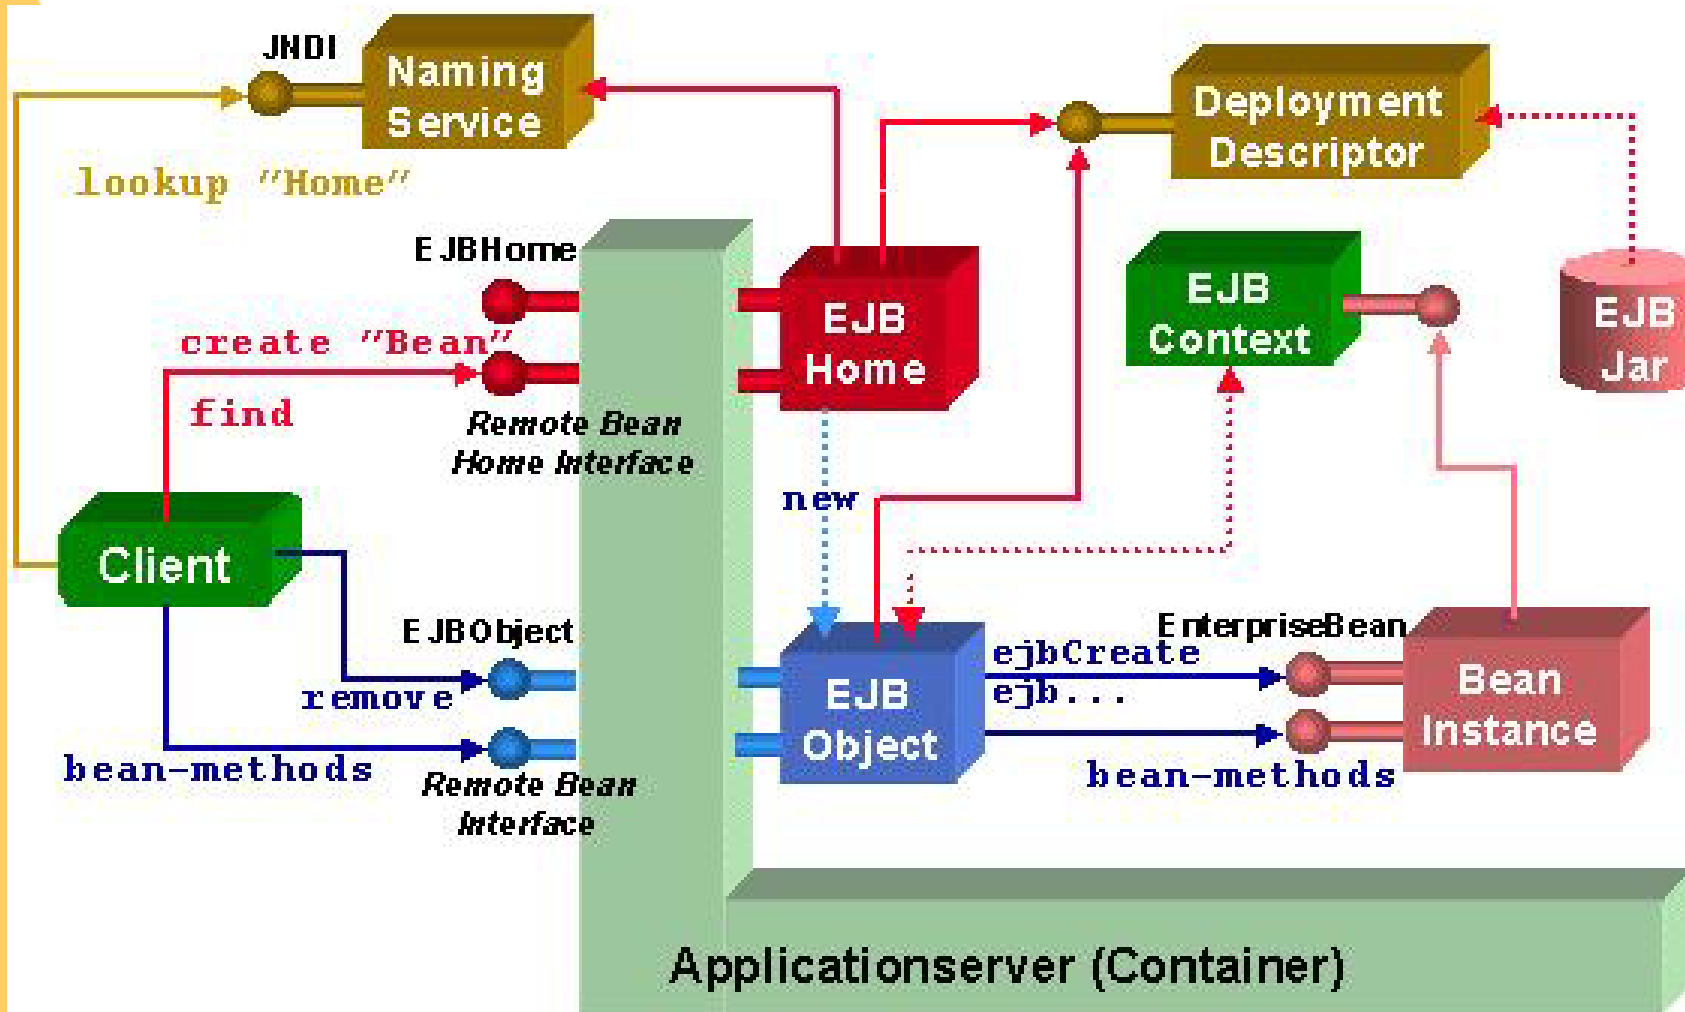 JNDI
Naming
Service
Deployment
Descriptor
lookup "Home"
EJBHome
EJB
Home
EJB
Context
EJB
Jar
create "Bean"
find
Remote Bean
Home Interface
new
Client
EJBObject
remove
bean-methods
Remote Bean
Interface
EJB
Object
EnterpriseBean
ejbCreate
ejb...
bean-methods
Bean
Instance
Applicationserver (Container)